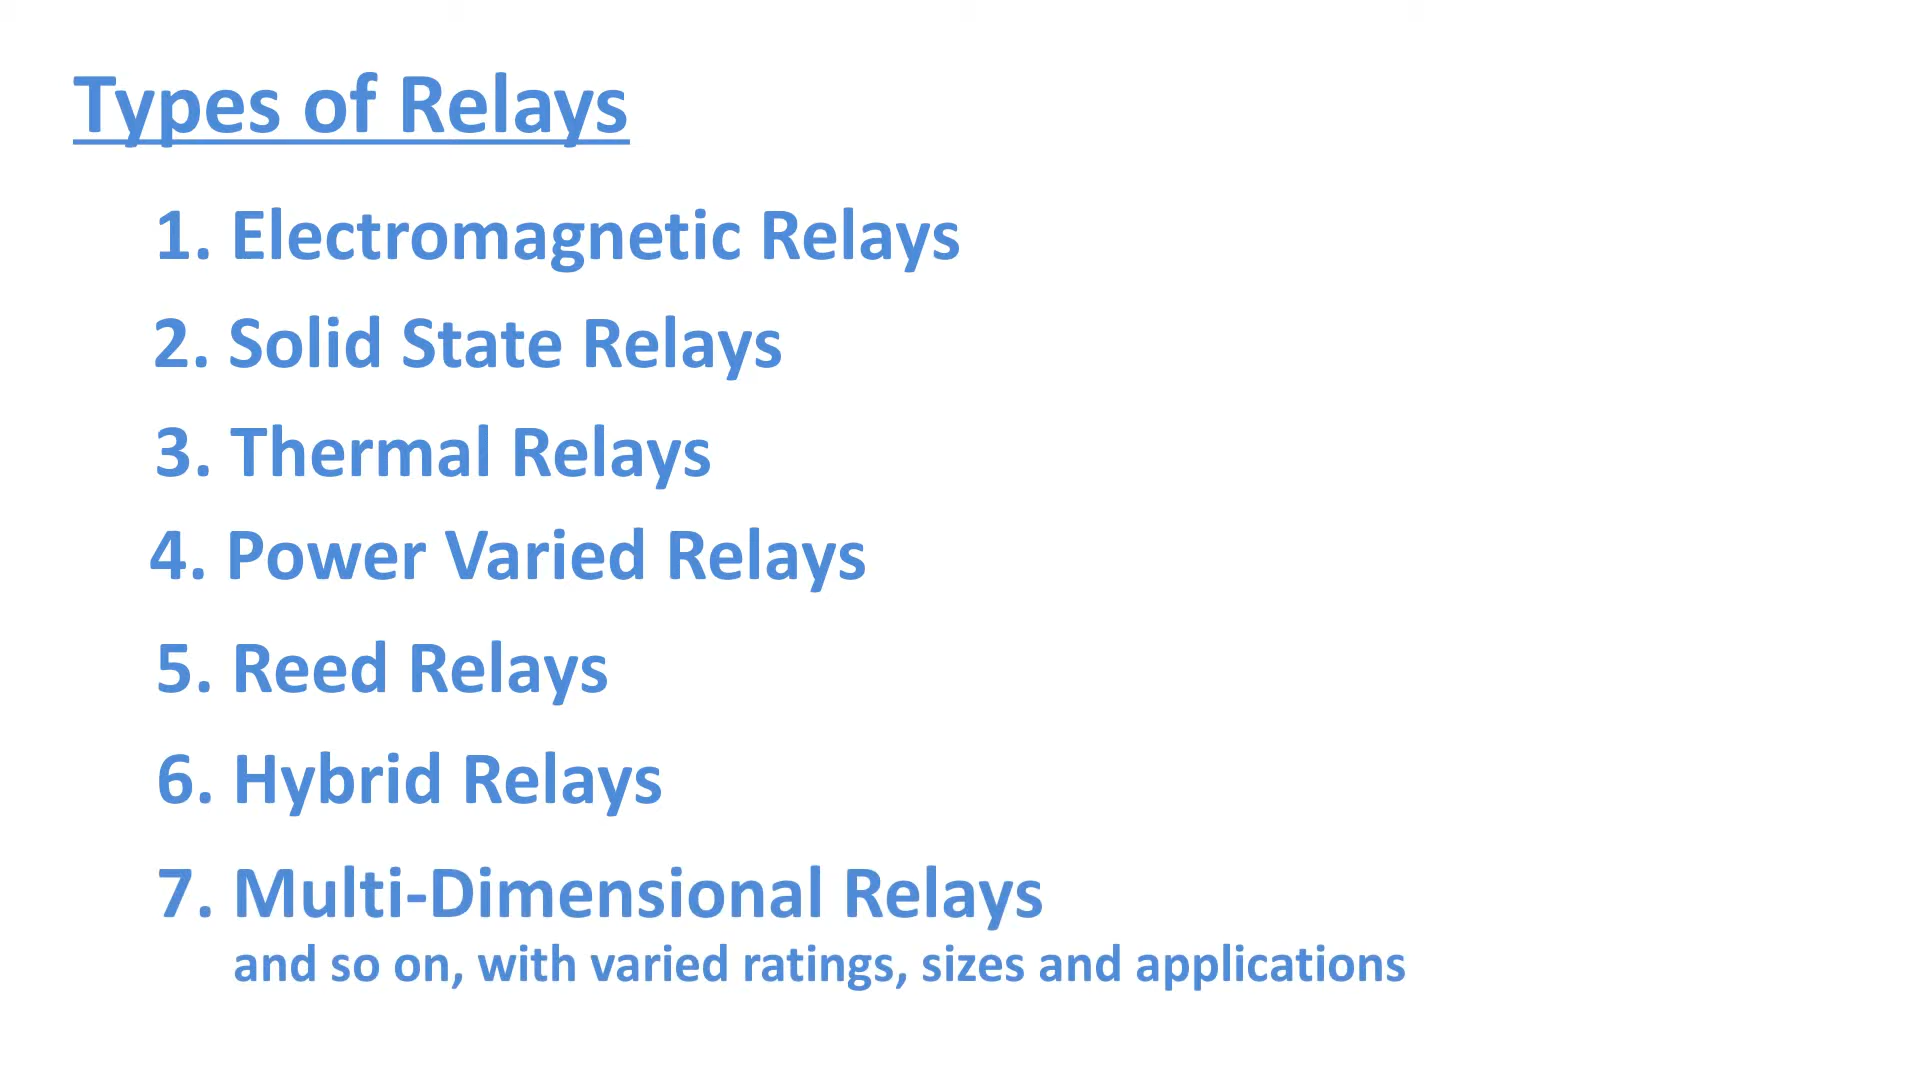 Types of Relays
1. Electromagnetic Relays
2. Solid State Relays
3. Thermal Relays
4. Power Varied Relays
5. Reed Relays
6. Hybrid Relays
7. Multi-Dimensional Relays
and so on, with varied ratings, sizes and applications